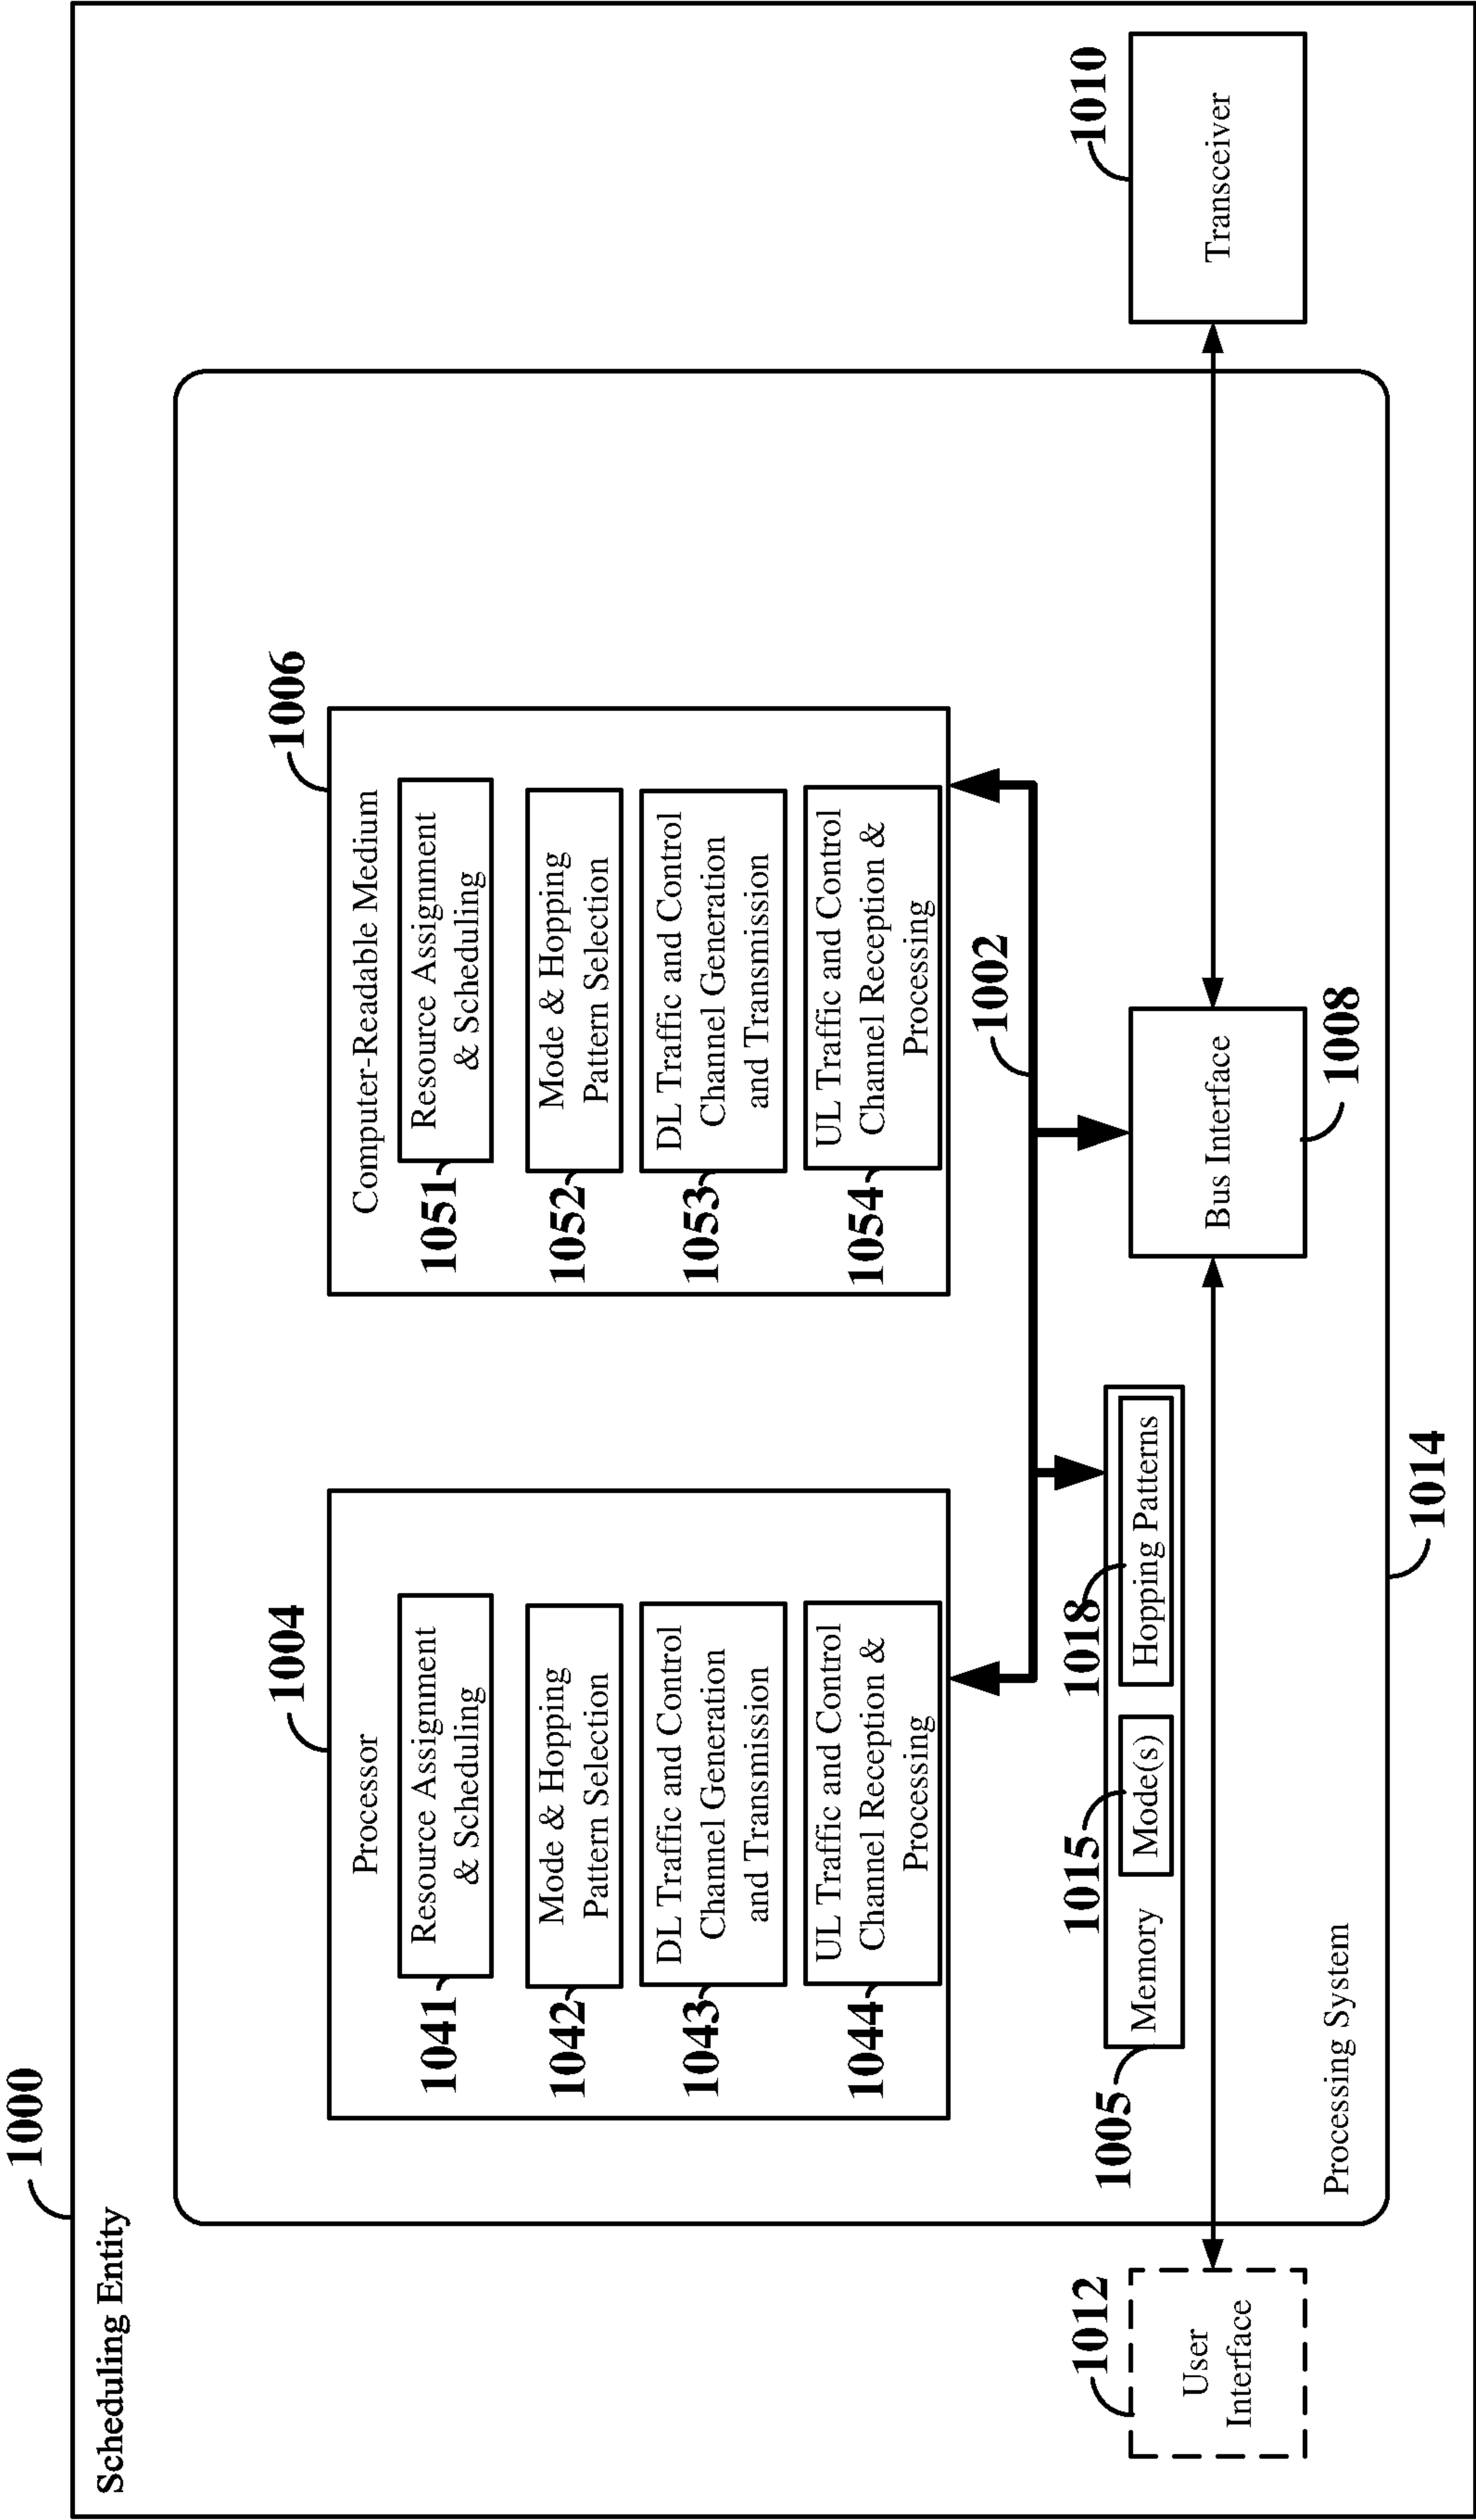 1000
Scheduling Entity
1004
Processor
1041
Resource Assignment
& Scheduling
1042
Mode & Hopping
Pattern Selection
1043
DL Traffic and Control
Channel Generation
and Transmission
1044
UL Traffic and Control
Channel Reception &
Processing
1006
Computer-Readable Medium
1051
Resource Assignment
& Scheduling
1052
Mode & Hopping
Pattern Selection
1053
DL Traffic and Control
Channel Generation
and Transmission
1054
UL Traffic and Control
Channel Reception &
Processing
1002
1005
Memory
1015
Mode(s)
1018
Hopping Patterns
1012
User
Interface
Bus Interface
1008
1010
Transceiver
Processing System
1014